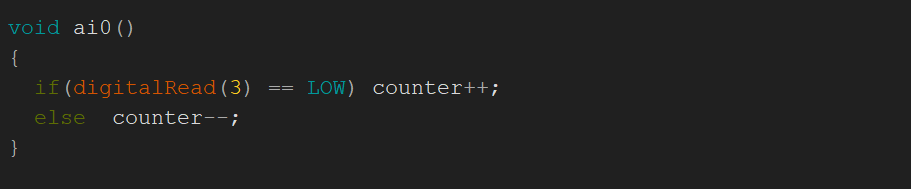 void ai0()
{
if(digitalRead(3) == LOW) counter++;
else  counter--;
}